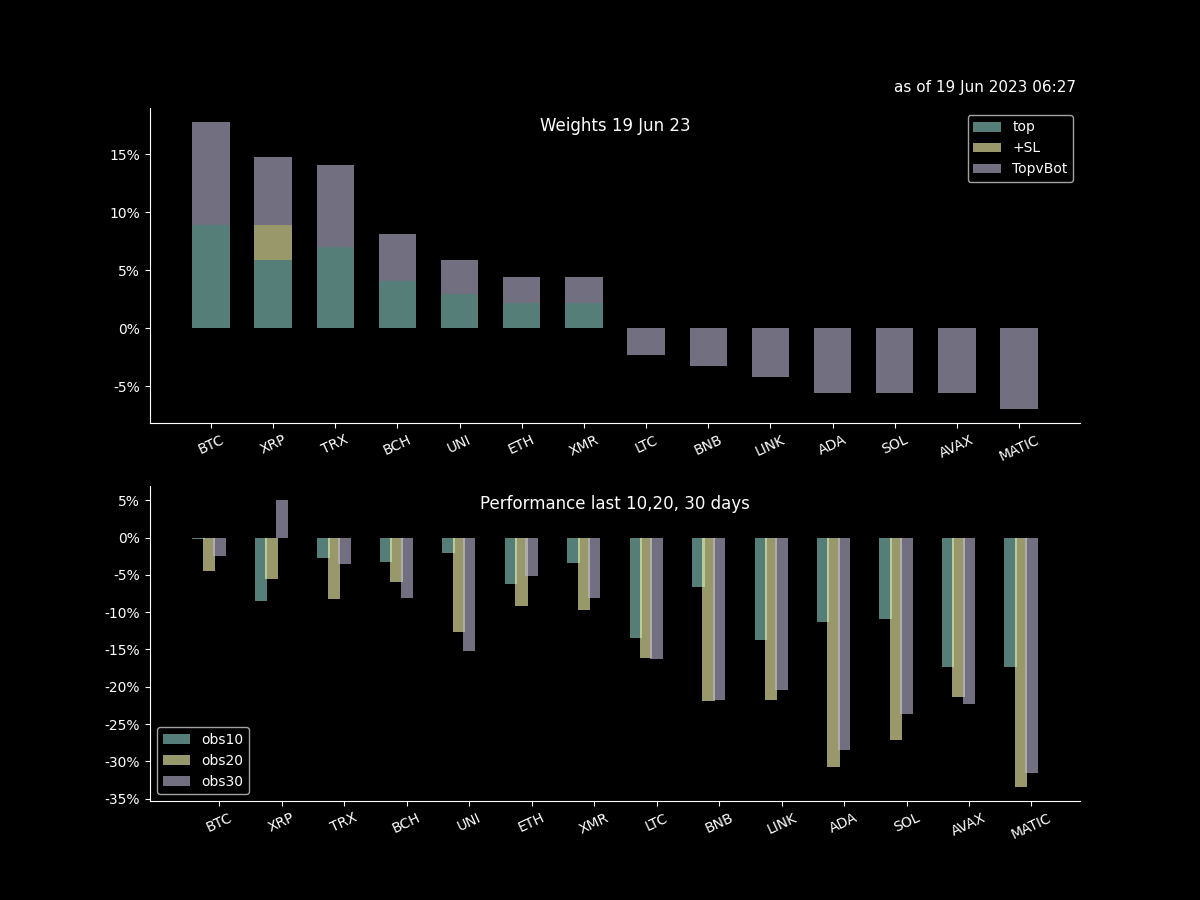 as of 19 Jun 2023 06:27
Weights 19 Jun 23
top
+SL
TopvBot
15%
10%
5%
0%
-5%
BTC XRP TRX BCH UNI ETH XMR LTC BNB LINK ADA SOL AVAX MATIC
Performance last 10,20, 30 days
5%
0%
-5%
-10%
-15%
-20%
-25%
-30%
-35%
obs10
obs20
obs30
BTC XRP TRX BCH UNI ETH XMR LTC BNB LINK ADA SOL AVAX MATIC